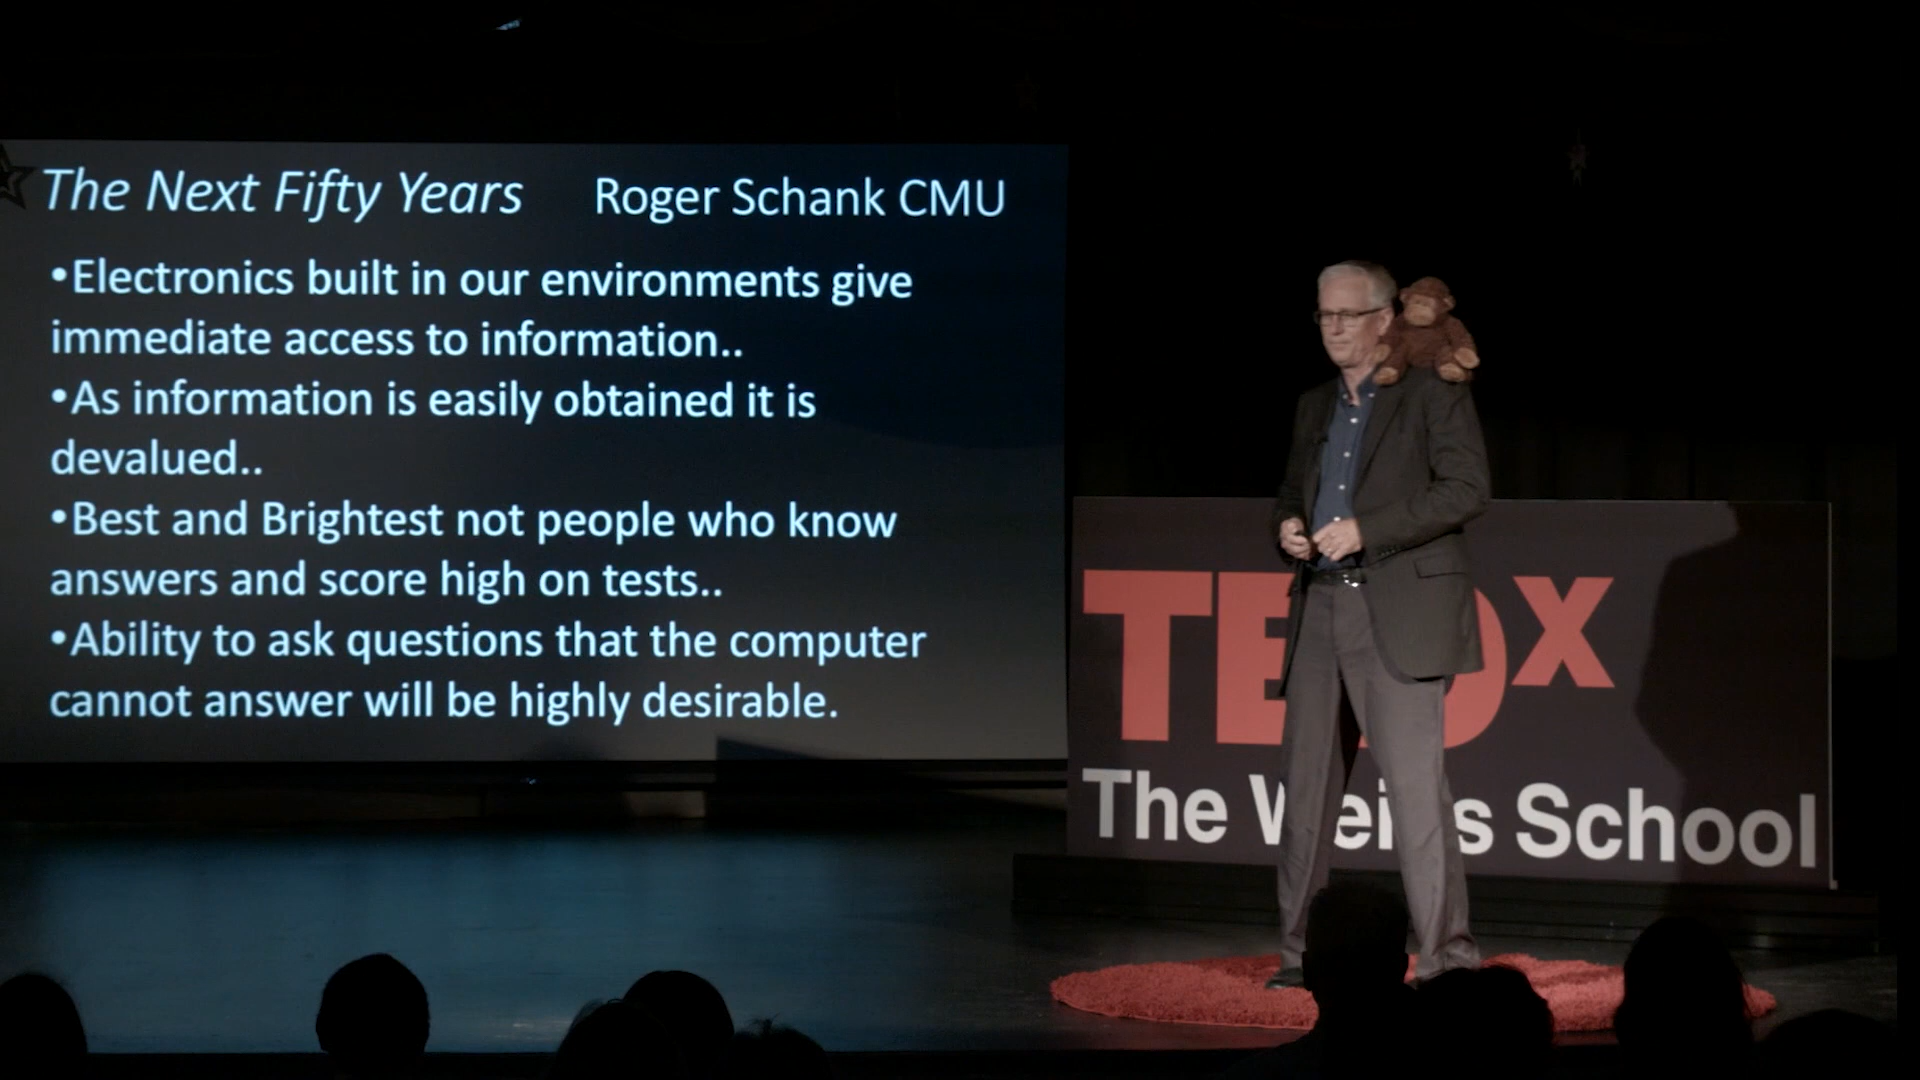 The Next Fifty Years Roger Schank CMU
•Electronics built in our environments give
immediate access to information..
•As information is easily obtained it is
devalued..
•Best and Brightest not people who know
answers and score high on tests..
•Ability to ask questions that the computer
cannot answer will be highly desirable.
TEDx
The Weiss School